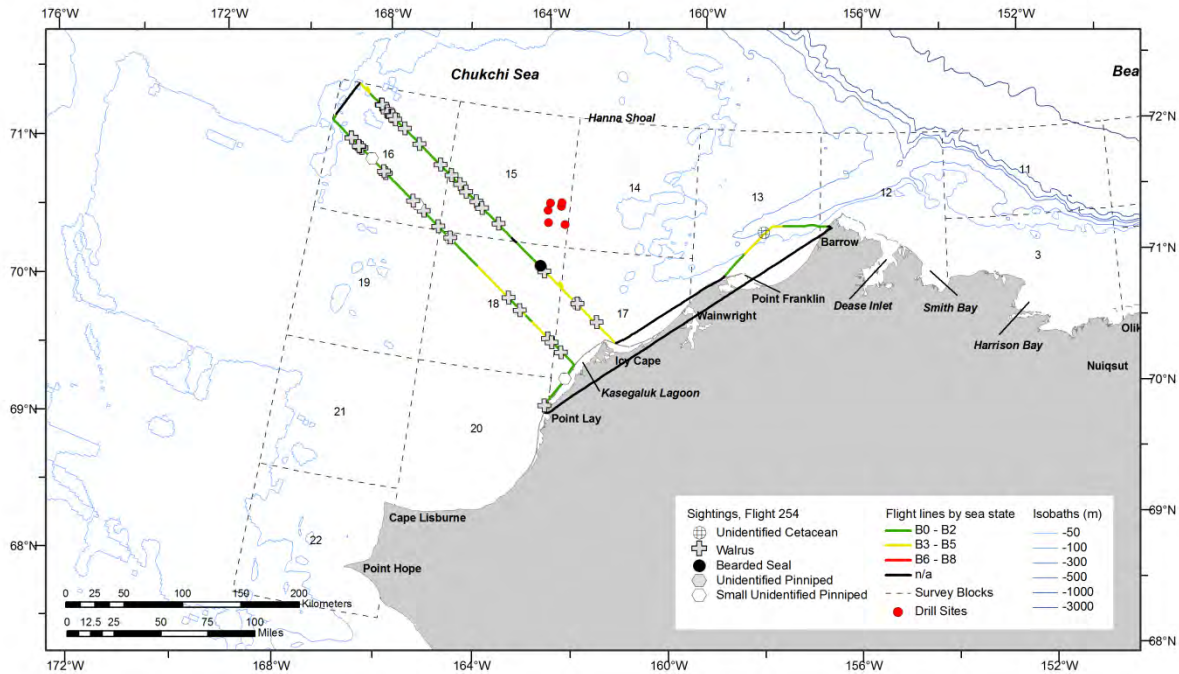 176°W 168°W 164°W 160°W 156°W 152°W
Chukchi Sea
Bea
72°N
71°N
Hanna Shoal
11
16
15
14
13
12
3
71°N
70°N
Barrow
19
18
17
Point Franklin
Dease Inlet
Smith Bay
Wainwright
Harrison Bay
Olik
Icy Cape
Nuiqsut
70°N
69°N
Kasegaluk Lagoon
21
20
Point Lay
69°N
68°N
Cape Lisburne
22
Point Hope
68°N
0 25 50 100 150 200
Kilometers
0 12.5 25 50 75 100
Miles
Sightings, Flight 254
Unidentified Cetacean
Walrus
Bearded Seal
Unidentified Pinniped
Small Unidentified Pinniped
Flight lines by sea state
B0 - B2
B3 - B5
B6 - B8
n/a
Survey Blocks
Drill Sites
Isobaths (m)
-50
-100
-300
-500
-1000
-3000
172°W 168°W 164°W 160°W 156°W 152°W